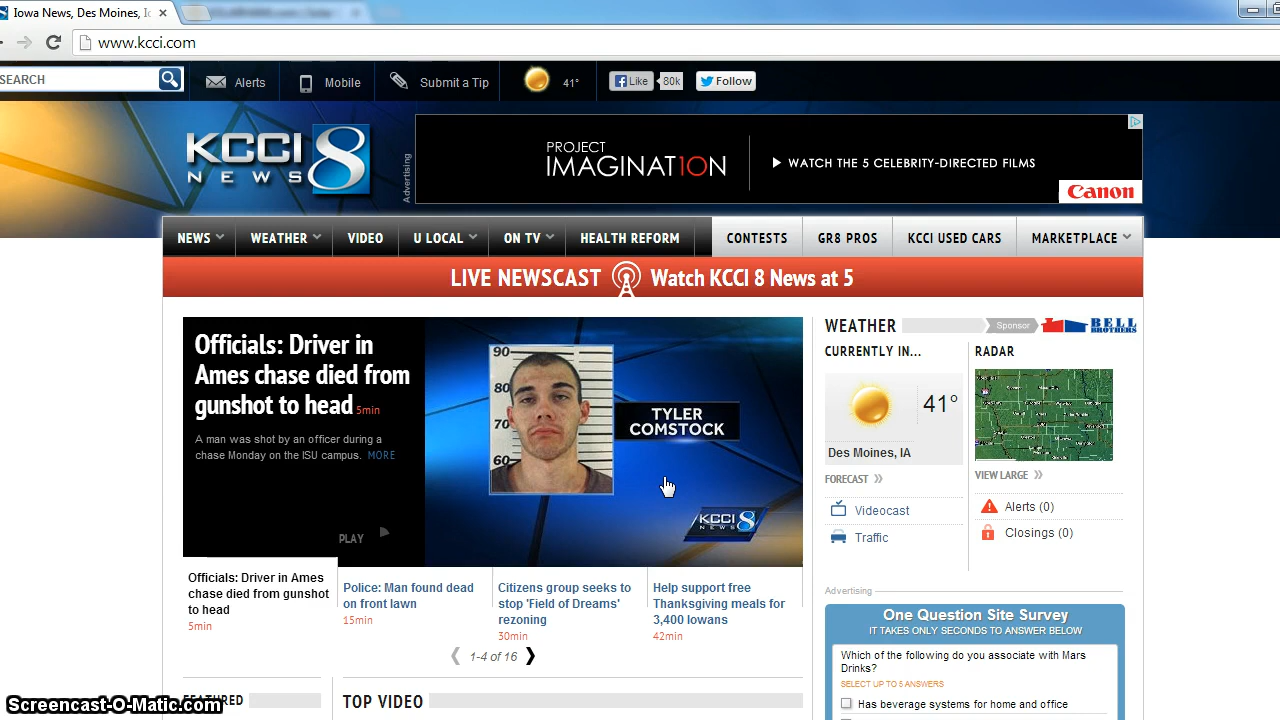 Iowa News, Des Moines, Io
www.kcci.com
SEARCH
Alerts
Mobile
Submit a Tip
41°
Like
80k
Follow
KCCI 8
NEWS
Advertising
PROJECT
IMAGINAT10N
WATCH THE 5 CELEBRITY-DIRECTED FILMS
Canon
NEWS
WEATHER
VIDEO
U LOCAL
ON TV
HEALTH REFORM
CONTESTS
GR8 PROS
KCCI USED CARS
MARKETPLACE
LIVE NEWSCAST Watch KCCI 8 News at 5
Officials: Driver in
Ames chase died from
gunshot to head 5min
A man was shot by an officer during a
chase Monday on the ISU campus. MORE
PLAY
90
80
70
60
TYLER
COMSTOCK
KCCI 8
NEWS
Officials: Driver in Ames
chase died from gunshot
to head
5min
Police: Man found dead
on front lawn
15min
Citizens group seeks to
stop 'Field of Dreams'
rezoning
30min
Help support free
Thanksgiving meals for
3,400 Iowans
42min
1-4 of 16
FEATURED
TOP VIDEO
WEATHER
Sponsor
BELL
BROTHERS
CURRENTLY IN...
41°
Des Moines, IA
FORECAST
Videocast
Traffic
RADAR
VIEW LARGE
Alerts (0)
Closings (0)
Advertising
One Question Site Survey
IT TAKES ONLY SECONDS TO ANSWER BELOW
Which of the following do you associate with Mars
Drinks?
SELECT UP TO 5 ANSWERS
Has beverage systems for home and office
Screencast-O-Matic.com